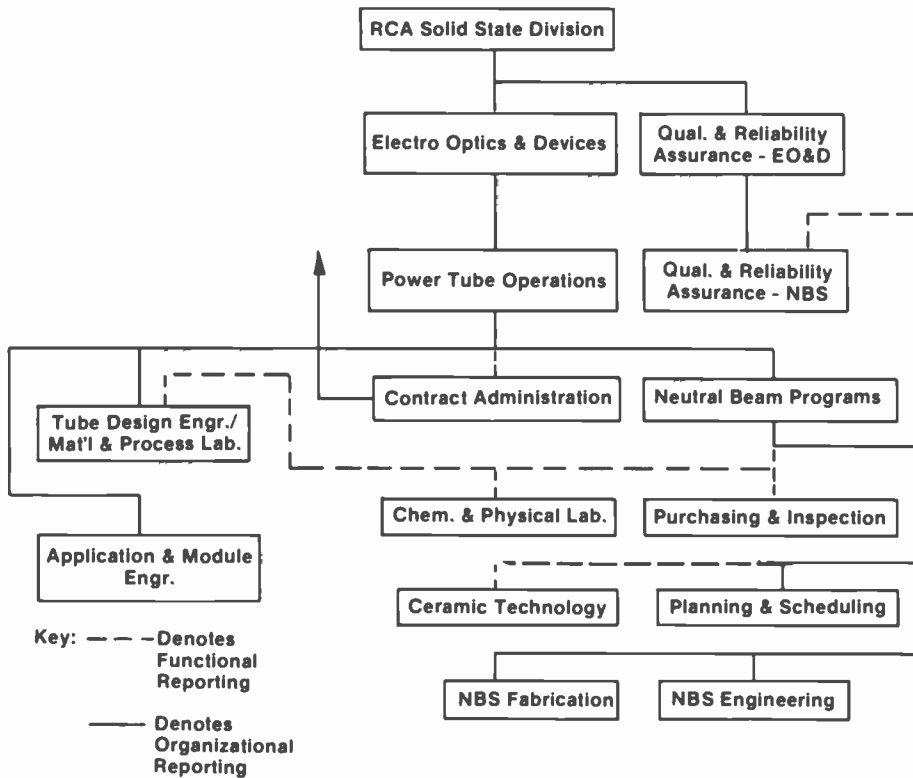 RCA Solid State Division
Electro Optics & Devices
Qual. & Reliability
Assurance - EO&D
Power Tube Operations
Qual. & Reliability
Assurance - NBS
Tube Design Engr./
Mat'l & Process Lab.
Contract Administration
Neutral Beam Programs
Chem. & Physical Lab.
Purchasing & Inspection
Application & Module
Engr.
Ceramic Technology
Planning & Scheduling
Key:
Denotes
Functional
Reporting
NBS Fabrication
NBS Engineering
Denotes
Organizational
Reporting